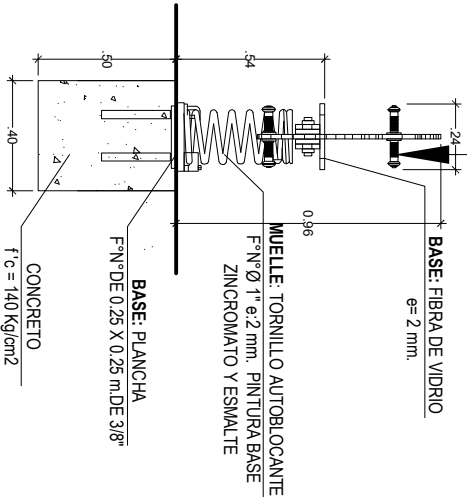 .50
.54
.40
.24
0.96
BASE: FIBRA DE VIDRIO
e= 2 mm.
MUELLE: TORNILLO AUTOBLOCANTE
F°N°Ø 1" e:2 mm. PINTURA BASE
ZINCROMATO Y ESMALTE
BASE: PLANCHA
F°N°DE 0.25 X 0.25 m.DE 3/8"
CONCRETO
f'c = 140 Kg/cm2